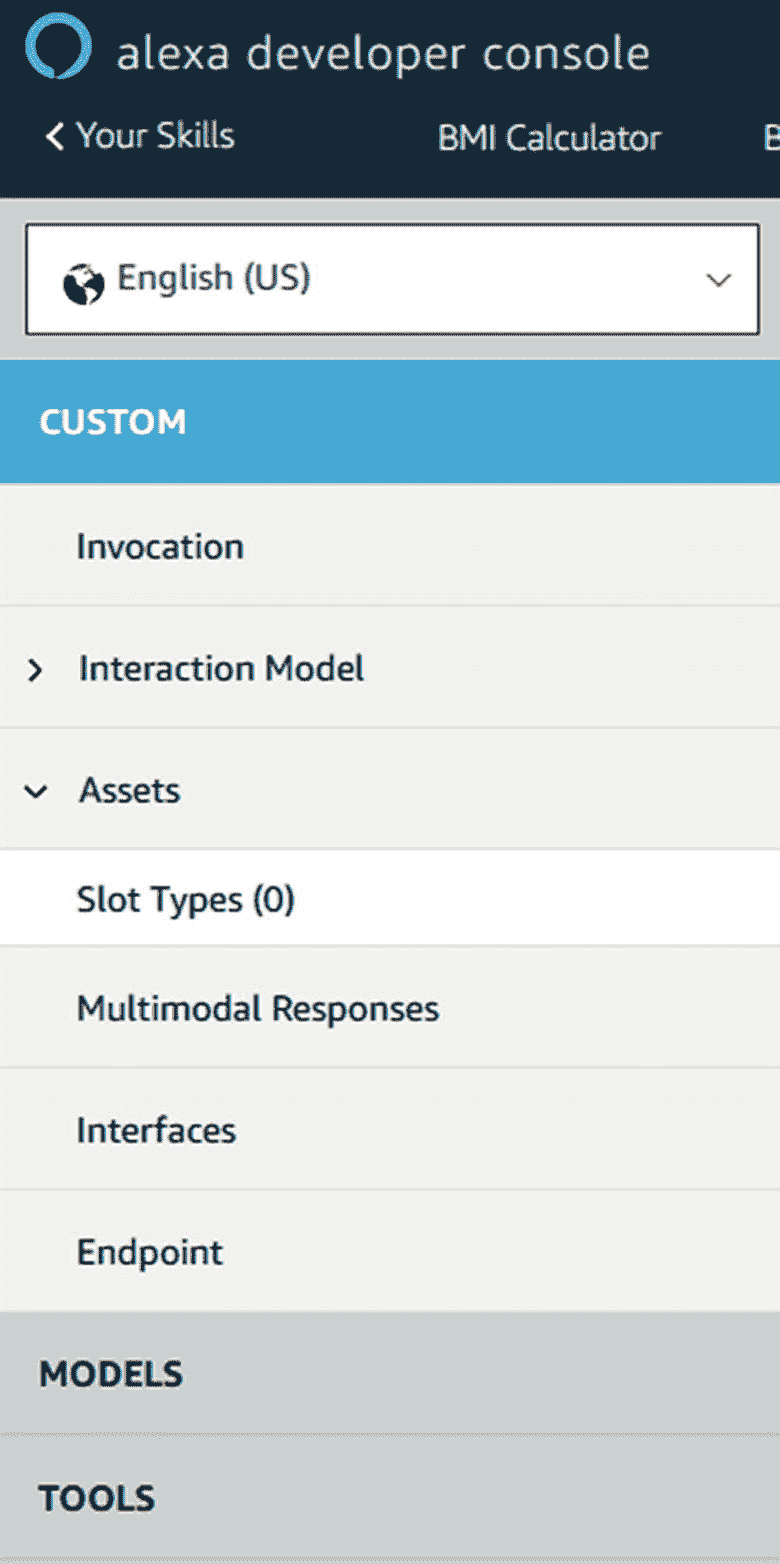 alexa developer console
Your Skills BMI Calculator B
English (US)
CUSTOM
Invocation
Interaction Model
Assets
Slot Types (0)
Multimodal Responses
Interfaces
Endpoint
MODELS
TOOLS